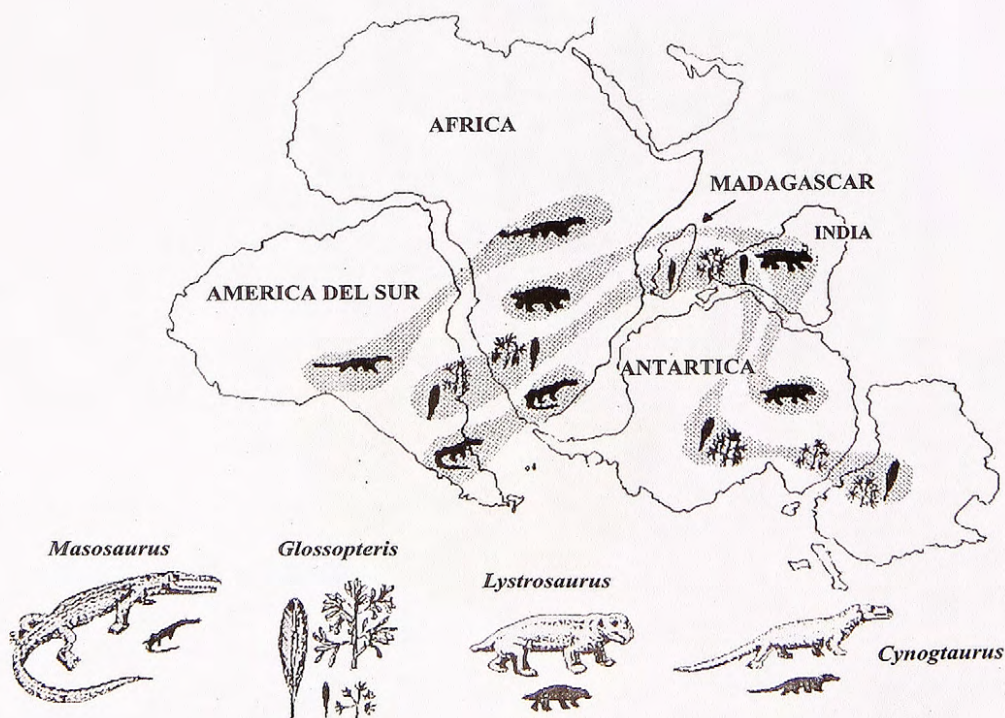 AFRICA
MADAGASCAR
INDIA
AMERICA DEL SUR
ANTARTICA
Masosaurus
Glossopteris
Lystrosaurus
Cynogtaurus